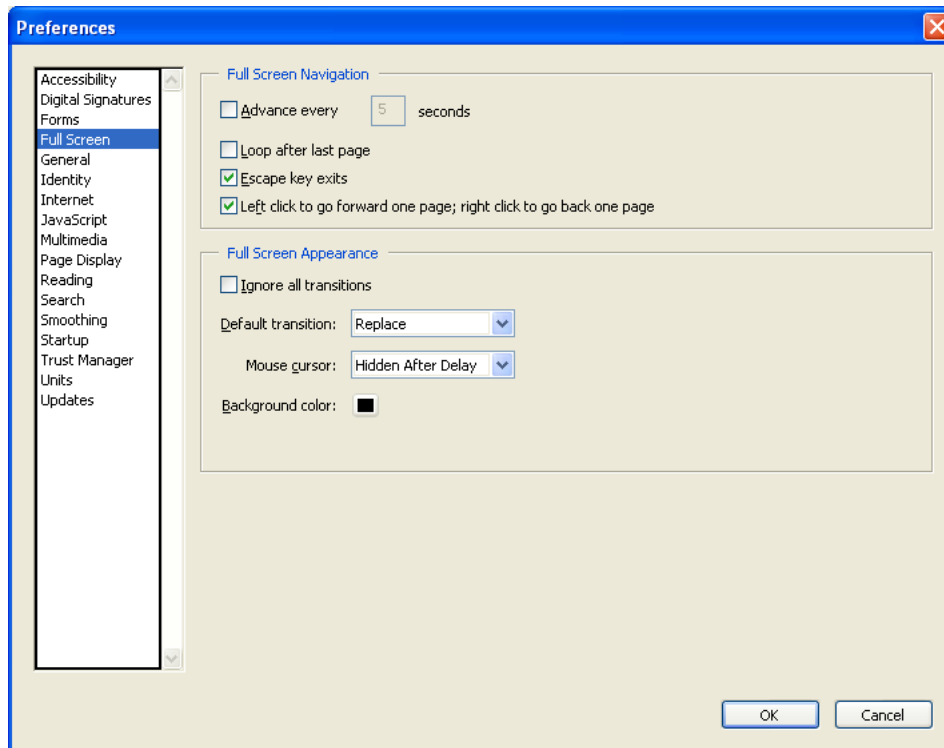 Preferences
Accessibility
Digital Signatures
Forms
Full Screen
General
Identity
Internet
JavaScript
Multimedia
Page Display
Reading
Search
Smoothing
Startup
Trust Manager
Units
Updates
Full Screen Navigation
Advance every 5 seconds
Loop after last page
Escape key exits
Left click to go forward one page; right click to go back one page
Full Screen Appearance
Ignore all transitions
Default transition: Replace
Mouse cursor: Hidden After Delay
Background color:
OK Cancel